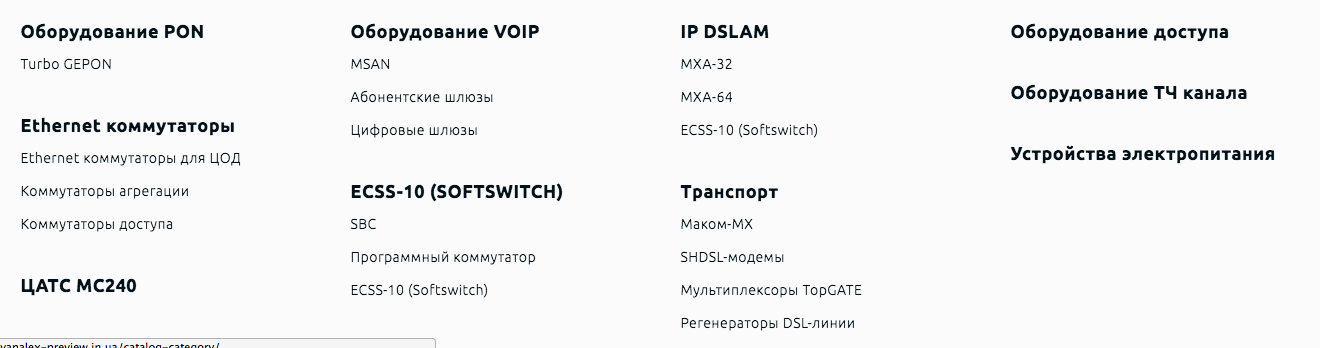 Оборудование PON
Turbo GEPON
Ethernet коммутаторы
Ethernet коммутаторы для ЦОД
Коммутаторы агрегации
Коммутаторы доступа
ЦАТС МС240
Оборудование VOIP
MSAN
Абонентские шлюзы
Цифровые шлюзы
ECSS-10 (SOFTSWITCH)
SBC
Программный коммутатор
ECSS-10 (Softswitch)
IP DSLAM
MXA-32
MXA-64
ECSS-10 (Softswitch)
Транспорт
Маком-MX
SHDSL-модемы
Мультиплексоры TopGATE
Регенераторы DSL-линии
Оборудование доступа
Оборудование ТЧ канала
Устройства электропитания
vanalex-preview.in.ua/catalog-category/